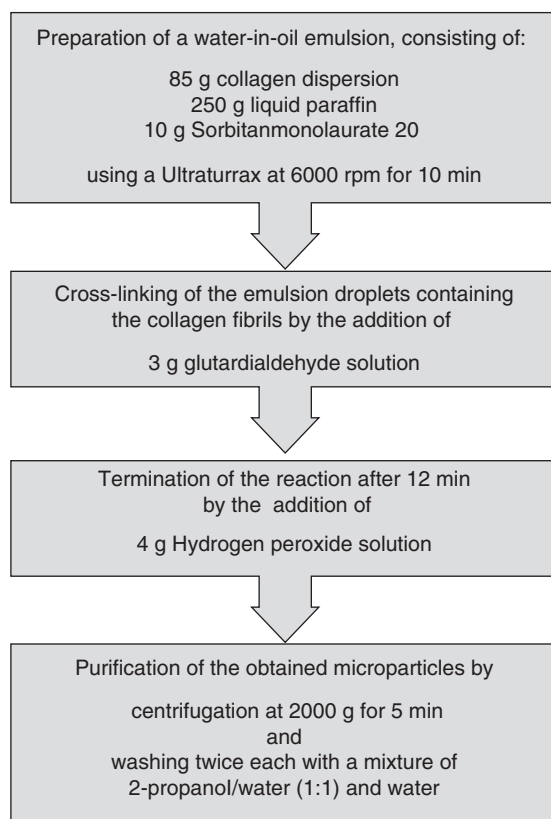 Preparation of a water-in-oil emulsion, consisting of:
85 g collagen dispersion
250 g liquid paraffin
10 g Sorbitanmonolaurate 20
using a Ultraturrax at 6000 rpm for 10 min
Cross-linking of the emulsion droplets containing
the collagen fibrils by the addition of
3 g glutardialdehyde solution
Termination of the reaction after 12 min
by the addition of
4 g Hydrogen peroxide solution
Purification of the obtained microparticles by
centrifugation at 2000 g for 5 min
and
washing twice each with a mixture of
2-propanol/water (1:1) and water